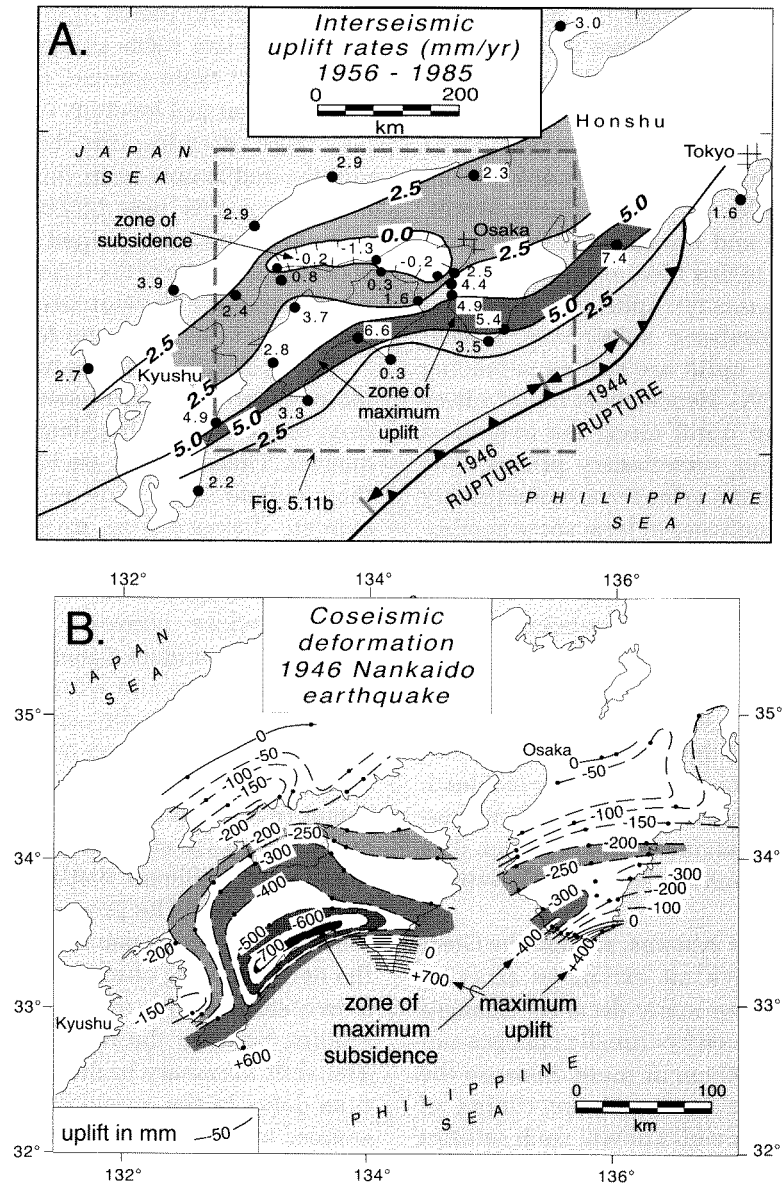 A.
Interseismic
uplift rates (mm/yr)
1956 - 1985
0 200
km
3.0
Honshu
JAPAN
SEA
Tokyo
2.9
2.3
2.5
2.9
zone of
subsidence
0.0
Osaka
5.0
1.6
-1.3
-0.2
-0.2
2.5
7.4
3.9
0.8
0.3
2.5
4.4
2.4
1.6
4.9
3.7
5.4
5.0
2.5
6.6
2.5
3.5
2.7
Kyushu
2.8
0.3
2.5
zone of
maximum
uplift
4.9
3.3
5.0
5.0
2.5
1944
RUPTURE
1946
RUPTURE
2.2
Fig. 5.11b
PHILIPPINE
SEA
132° 134° 136°
B.
Coseismic
deformation
1946 Nankaido
earthquake
JAPAN
SEA
35° 35°
0
-50
-100
-150
-200
Osaka
0
-50
-100
-150
-200
-250
-300
-400
-200
-250
-300
-200
-100
0
-300
34° 34°
-500
-600
-700
-200
-400
+400
0
+700
-150
33° 33°
Kyushu
zone of
maximum
subsidence
maximum
uplift
+600
PHILIPPINE
SEA
0 100
km
uplift in mm -50
32° 32°
132° 134° 136°